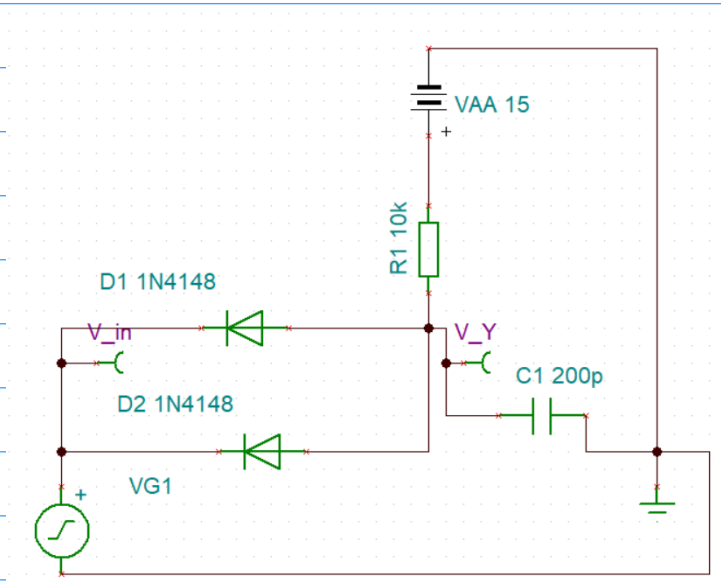 VAA 15
+
R1 10k
D1 1N4148
V_in
V_Y
C1 200p
D2 1N4148
VG1
+